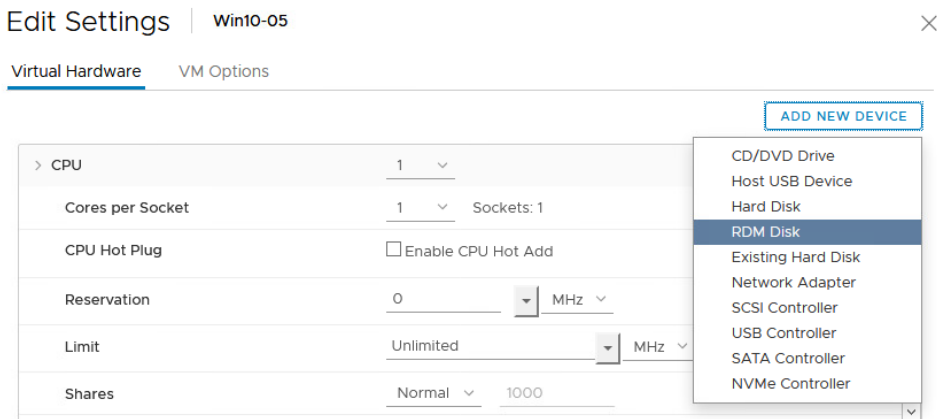 Edit Settings Win10-05
Virtual Hardware VM Options
ADD NEW DEVICE
CPU 1
Cores per Socket 1 Sockets: 1
CPU Hot Plug Enable CPU Hot Add
Reservation 0 MHz
Limit Unlimited MHz
Shares Normal 1000
CD/DVD Drive
Host USB Device
Hard Disk
RDM Disk
Existing Hard Disk
Network Adapter
SCSI Controller
USB Controller
SATA Controller
NVMe Controller